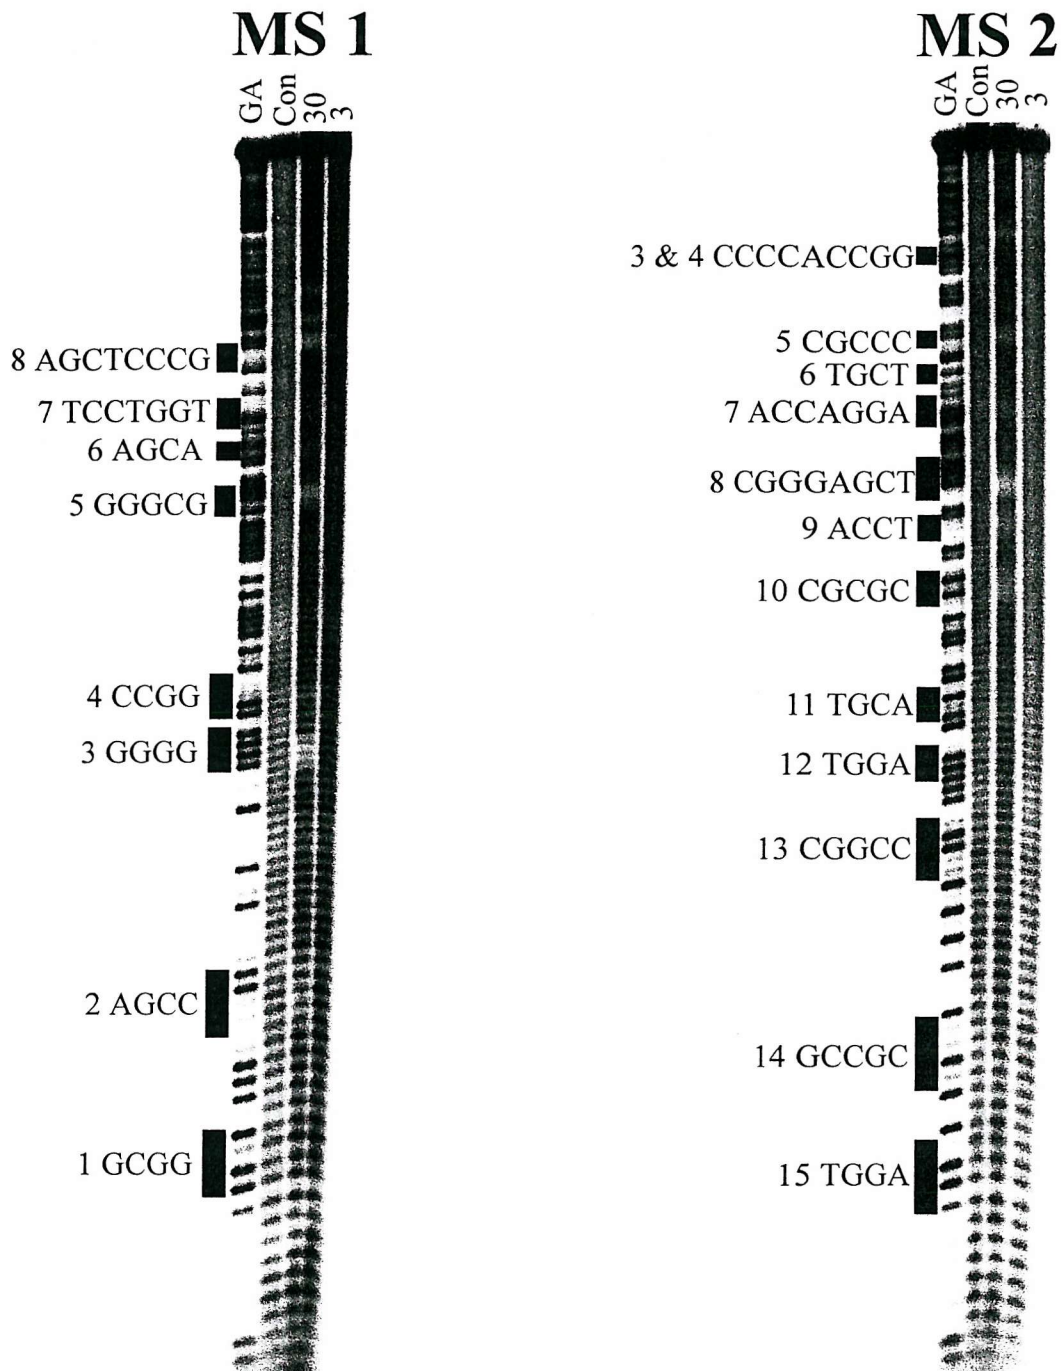 MS 1
GA Con 30 3
8 AGCTCCCG
7 TCCTGGT
6 AGCA
5 GGGCG
4 CCGG
3 GGGG
2 AGCC
1 GCGG
MS 2
GA Con 30 3
3 & 4 CCCCACCGG
5 CGCCC
6 TGCT
7 ACCAGGA
8 CGGGAGCT
9 ACCT
10 CGCGC
11 TGCA
12 TGGA
13 CGGCC
14 GCCGC
15 TGGA